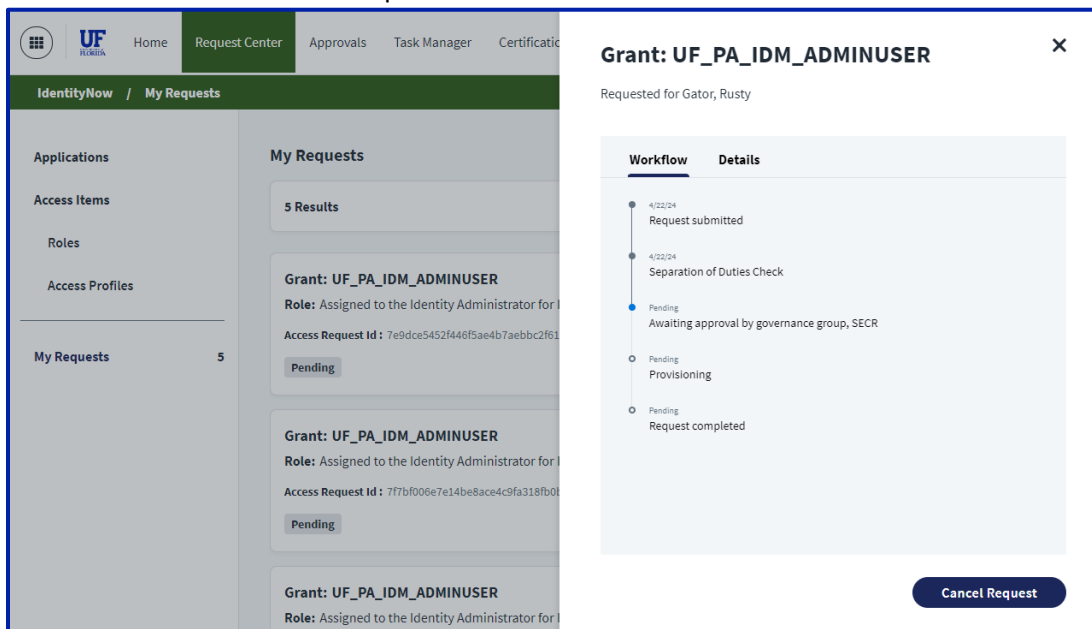 UF
FLORIDA
Home
Request Center
Approvals
Task Manager
IdentityNow / My Requests
Applications
Access Items
Roles
Access Profiles
My Requests 5
My Requests
5 Results
Grant: UF_PA_IDM_ADMINUSER
Role: Assigned to the Identity Administrator for
Access Request Id : 7e9dce5452f446f5ae4b7aebbc2f61
Pending
Grant: UF_PA_IDM_ADMINUSER
Role: Assigned to the Identity Administrator for
Access Request Id :
Pending
Grant: UF_PA_IDM_ADMINUSER
Role: Assigned to the Identity Administrator for
Grant: UF_PA_IDM_ADMINUSER
Requested for Gator, Rusty
Workflow Details
4/22/24
Request submitted
4/22/24
Separation of Duties Check
Pending
Awaiting approval by governance group, SECR
Pending
Provisioning
Pending
Request completed
Cancel Request